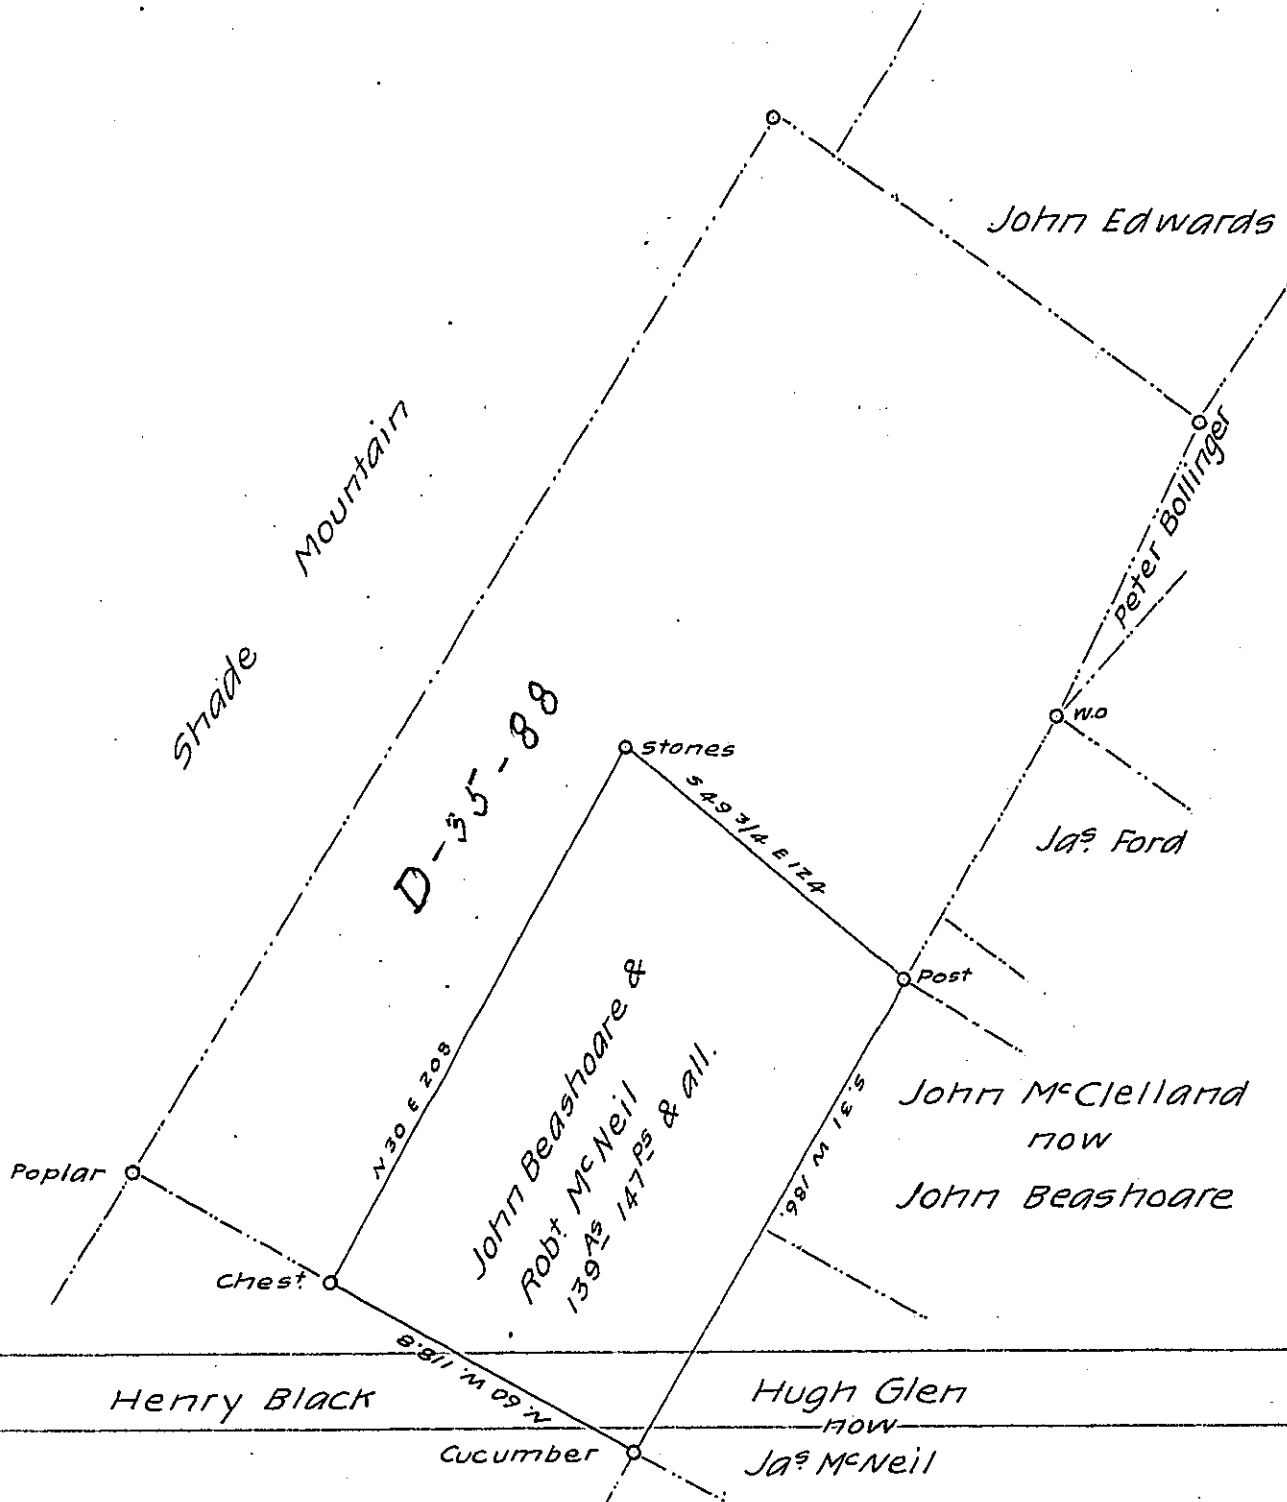 John Edwards
Peter Bollinger
Mountain
Shade
D-35-88
W.O
stones
S 49 3/4 E 124
Jas. Ford
Post
N 30 E 208
John Beashoare &
Robt McNeil
139 As 147 Ps & all.
S. 31 W 186.
John McClelland
now
John Beashoare
Poplar
Chest.
N. 60 W. 118.8
Henry Black
Hugh Glen
now
Jas McNeil
Cucumber